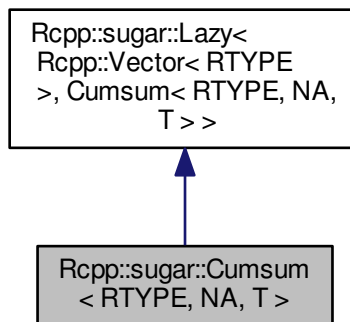 Rcpp::sugar::Lazy<
Rcpp::Vector< RTYPE
>, Cumsum< RTYPE, NA,
T > >
Rcpp::sugar::Cumsum
< RTYPE, NA, T >